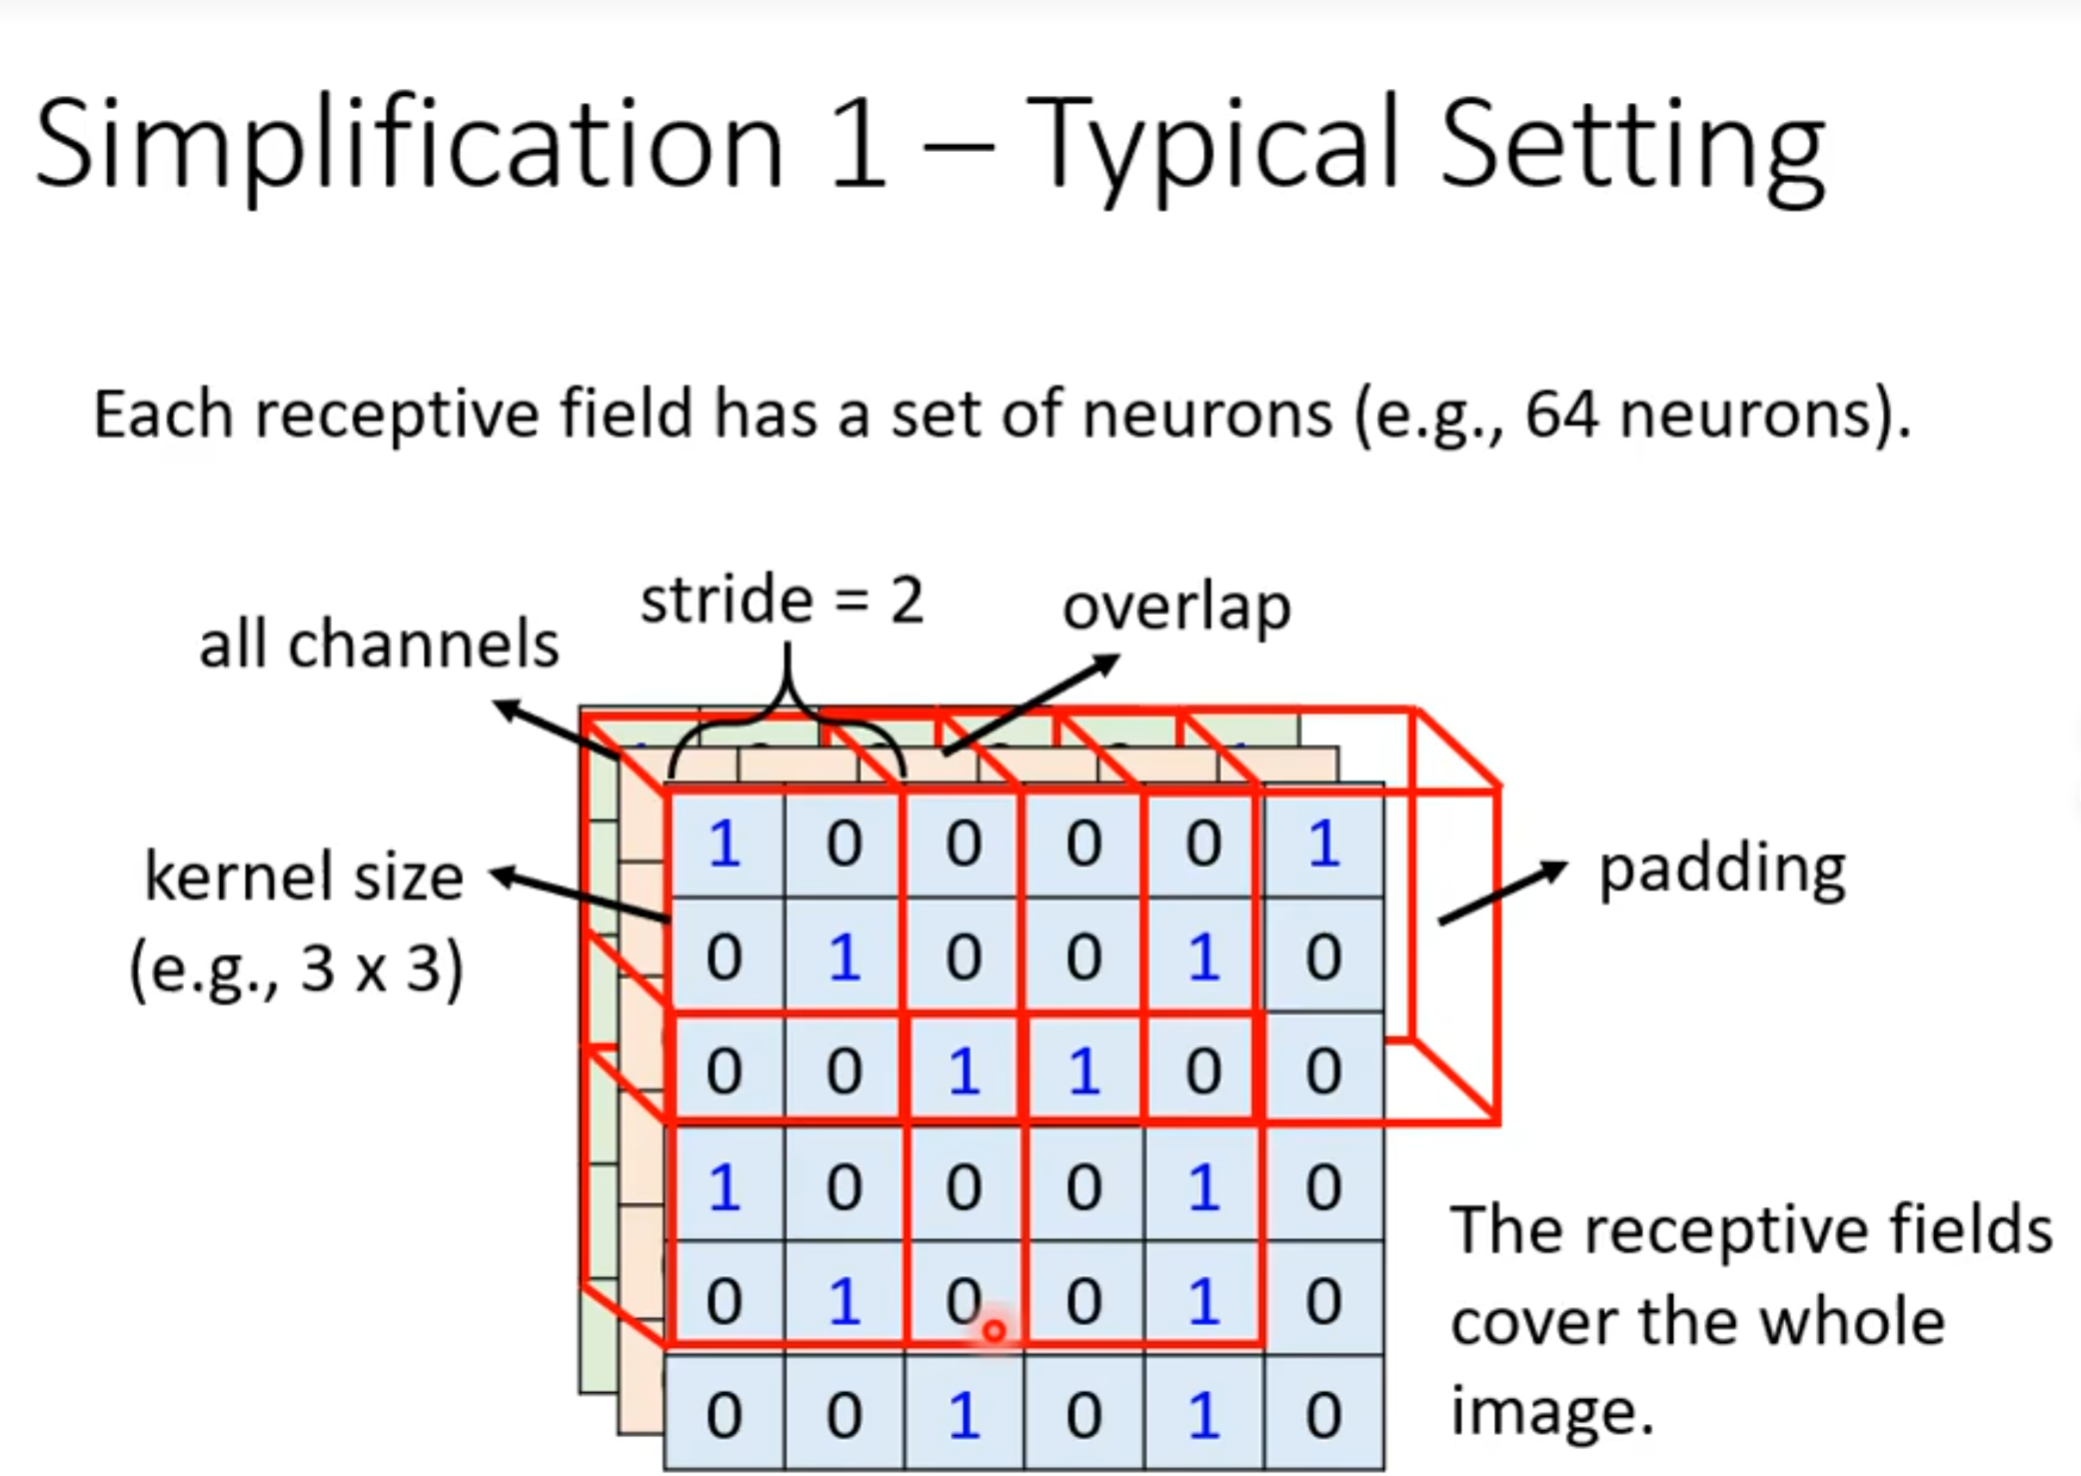 Simplification 1 – Typical Setting
Each receptive field has a set of neurons (e.g., 64 neurons).
stride = 2
overlap
all channels
kernel size
(e.g., 3 x 3)
padding
1 0 0 0 0 1
0 1 0 0 1 0
0 0 1 1 0 0
1 0 0 0 1 0
0 1 0 0 1 0
0 0 1 0 1 0
The receptive fields
cover the whole
image.